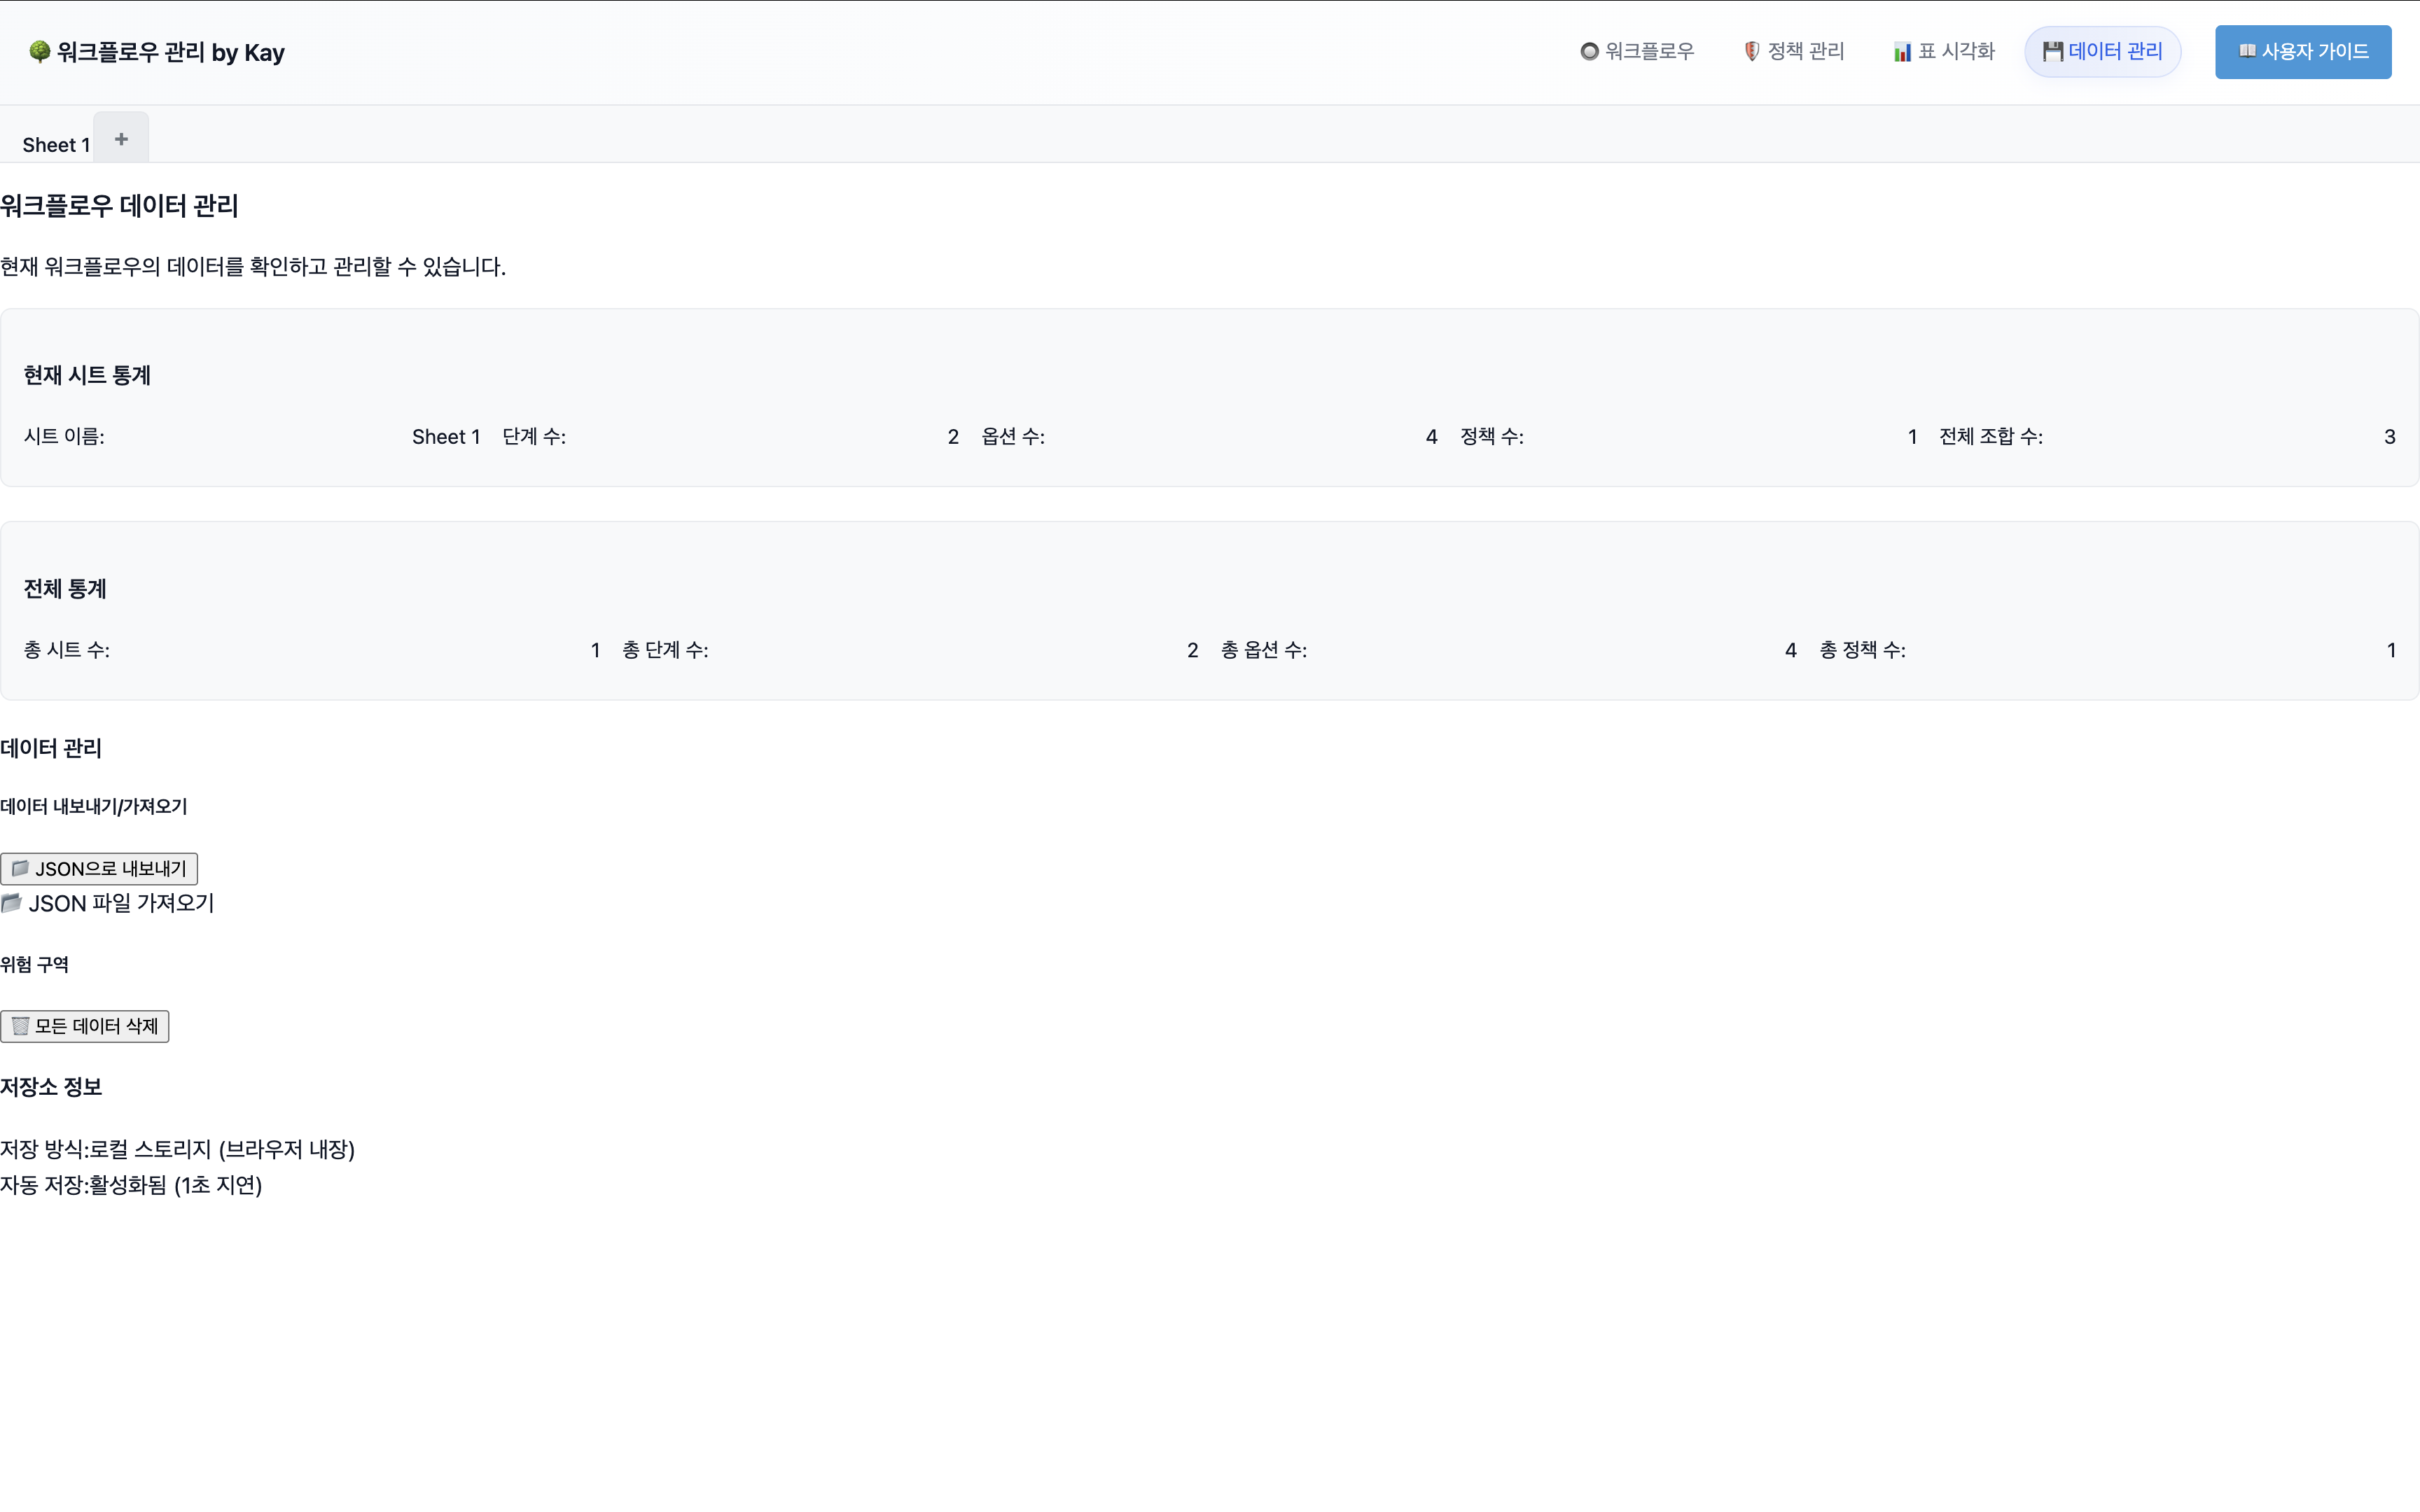 워크플로우 관리 by Kay
워크플로우 정책 관리 표 시각화 데이터 관리 사용자 가이드
Sheet 1 +
워크플로우 데이터 관리
현재 워크플로우의 데이터를 확인하고 관리할 수 있습니다.
현재 시트 통계
시트 이름: Sheet 1 단계 수: 2 옵션 수: 4 정책 수: 1 전체 조합 수: 3
전체 통계
총 시트 수: 1 총 단계 수: 2 총 옵션 수: 4 총 정책 수: 1
데이터 관리
데이터 내보내기/가져오기
JSON으로 내보내기
JSON 파일 가져오기
위험 구역
모든 데이터 삭제
저장소 정보
저장 방식:로컬 스토리지 (브라우저 내장)
자동 저장:활성화됨 (1초 지연)